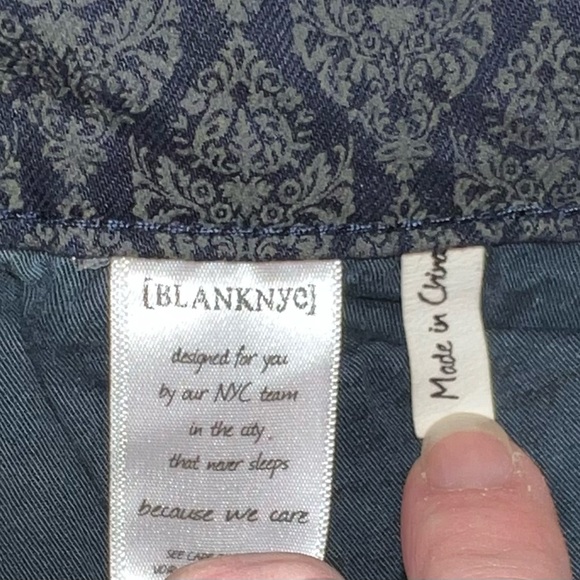 [BLANKNYC]
designed for you
by our NYC team
in the city,
that never sleeps
because we care
SEE
Made in China